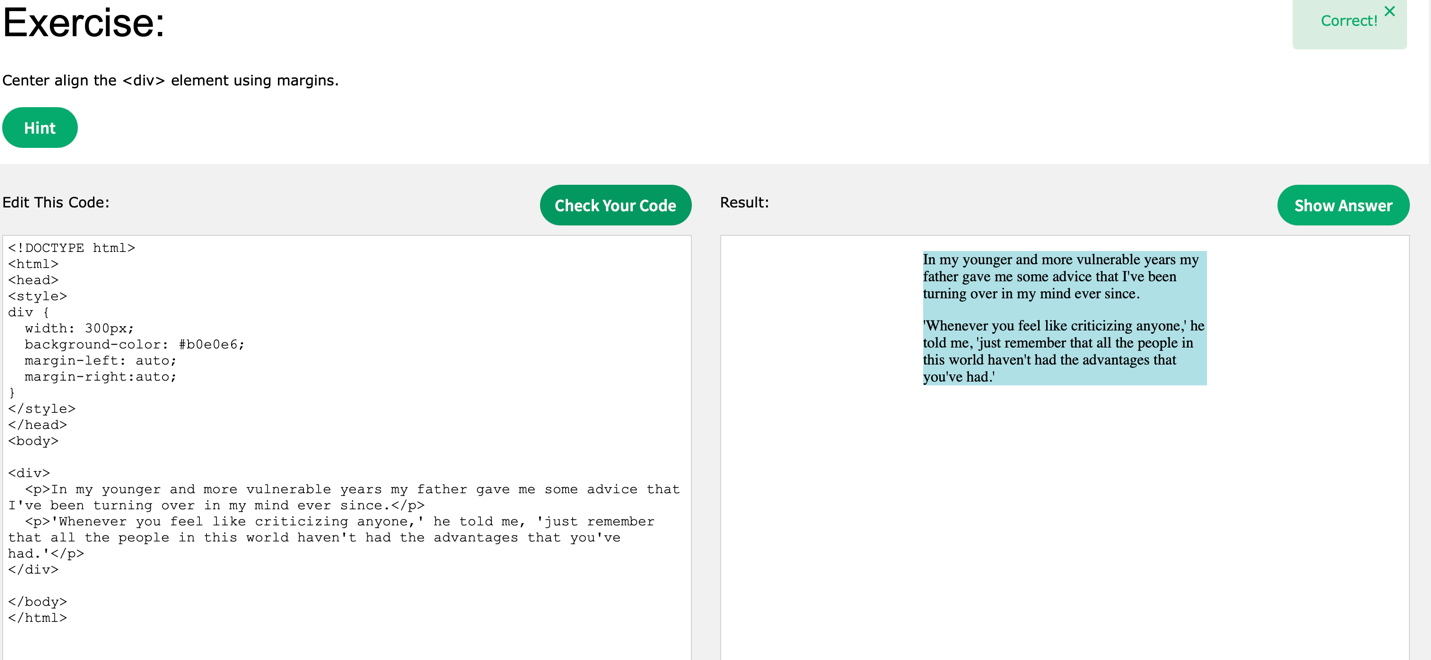 Exercise:
Correct! ✕
Center align the <div> element using margins.
Hint
Edit This Code:
Check Your Code
<!DOCTYPE html>
<html>
<head>
<style>
div {
  width: 300px;
  background-color: #b0e0e6;
  margin-left: auto;
  margin-right:auto;
}
</style>
</head>
<body>

<div>
  <p>In my younger and more vulnerable years my father gave me some advice that
I've been turning over in my mind ever since.</p>
  <p>'Whenever you feel like criticizing anyone,' he told me, 'just remember
that all the people in this world haven't had the advantages that you've
had.'</p>
</div>

</body>
</html>
Result:
Show Answer
In my younger and more vulnerable years my
father gave me some advice that I've been
turning over in my mind ever since.
'Whenever you feel like criticizing anyone,' he
told me, 'just remember that all the people in
this world haven't had the advantages that
you've had.'